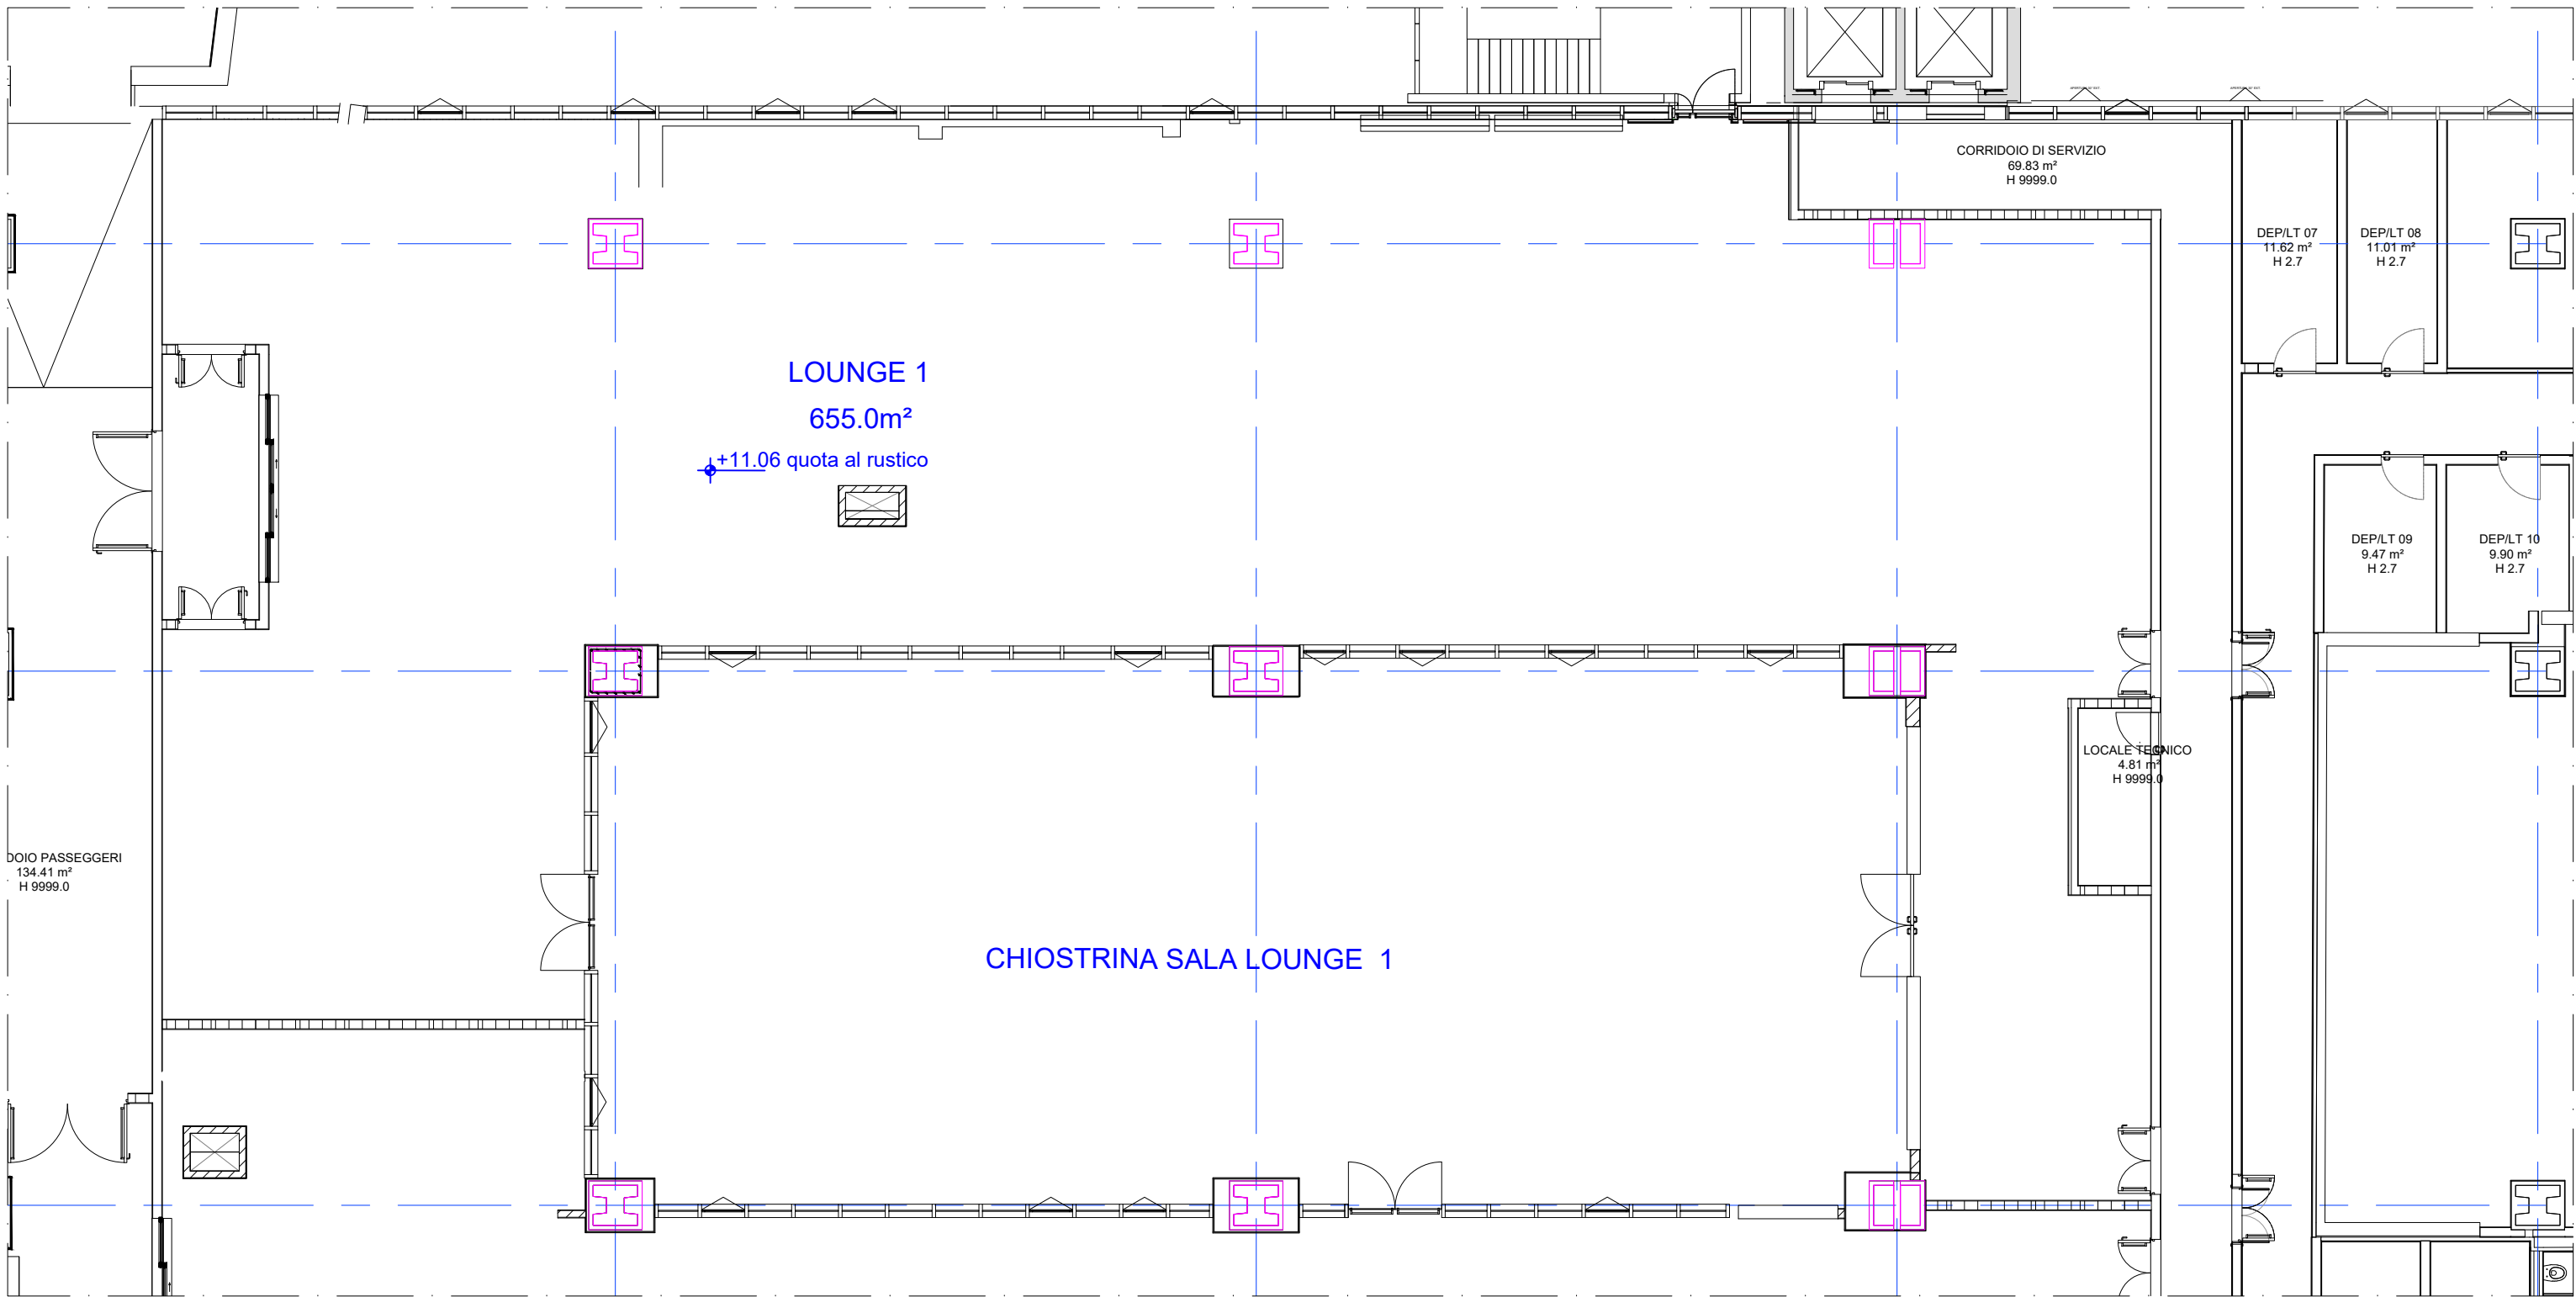 CORRIDOIO DI SERVIZIO
69.83 m²
H 9999.0
DEP/LT 07
11.62 m²
H 2.7
DEP/LT 08
11.01 m²
H 2.7
LOUNGE 1
655.0m²
+11.06 quota al rustico
DEP/LT 09
9.47 m²
H 2.7
DEP/LT 10
9.90 m²
H 2.7
LOCALE TECNICO
4.81 m²
H 9999.0
DOIO PASSEGGERI
134.41 m²
H 9999.0
CHIOSTRINA SALA LOUNGE 1